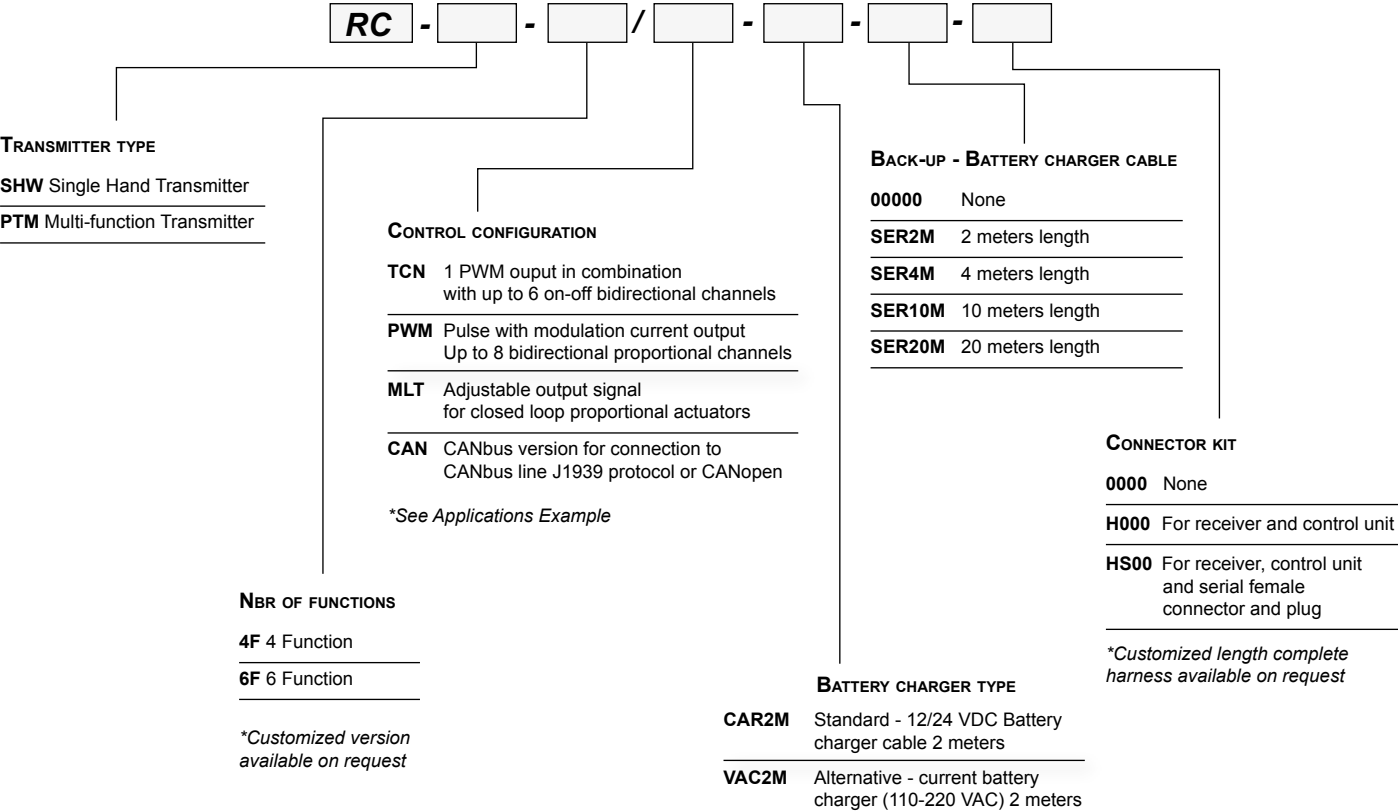 RC - - / - - -
TRANSMITTER TYPE
SHW Single Hand Transmitter
PTM Multi-function Transmitter
CONTROL CONFIGURATION
TCN 1 PWM ouput in combination
with up to 6 on-off bidirectional channels
PWM Pulse with modulation current output
Up to 8 bidirectional proportional channels
MLT Adjustable output signal
for closed loop proportional actuators
CAN CANbus version for connection to
CANbus line J1939 protocol or CANopen
*See Applications Example
BACK-UP - BATTERY CHARGER CABLE
00000 None
SER2M 2 meters length
SER4M 4 meters length
SER10M 10 meters length
SER20M 20 meters length
CONNECTOR KIT
0000 None
H000 For receiver and control unit
HS00 For receiver, control unit
and serial female
connector and plug
*Customized length complete
harness available on request
NBR OF FUNCTIONS
4F 4 Function
6F 6 Function
*Customized version
available on request
BATTERY CHARGER TYPE
CAR2M Standard - 12/24 VDC Battery
charger cable 2 meters
VAC2M Alternative - current battery
charger (110-220 VAC) 2 meters